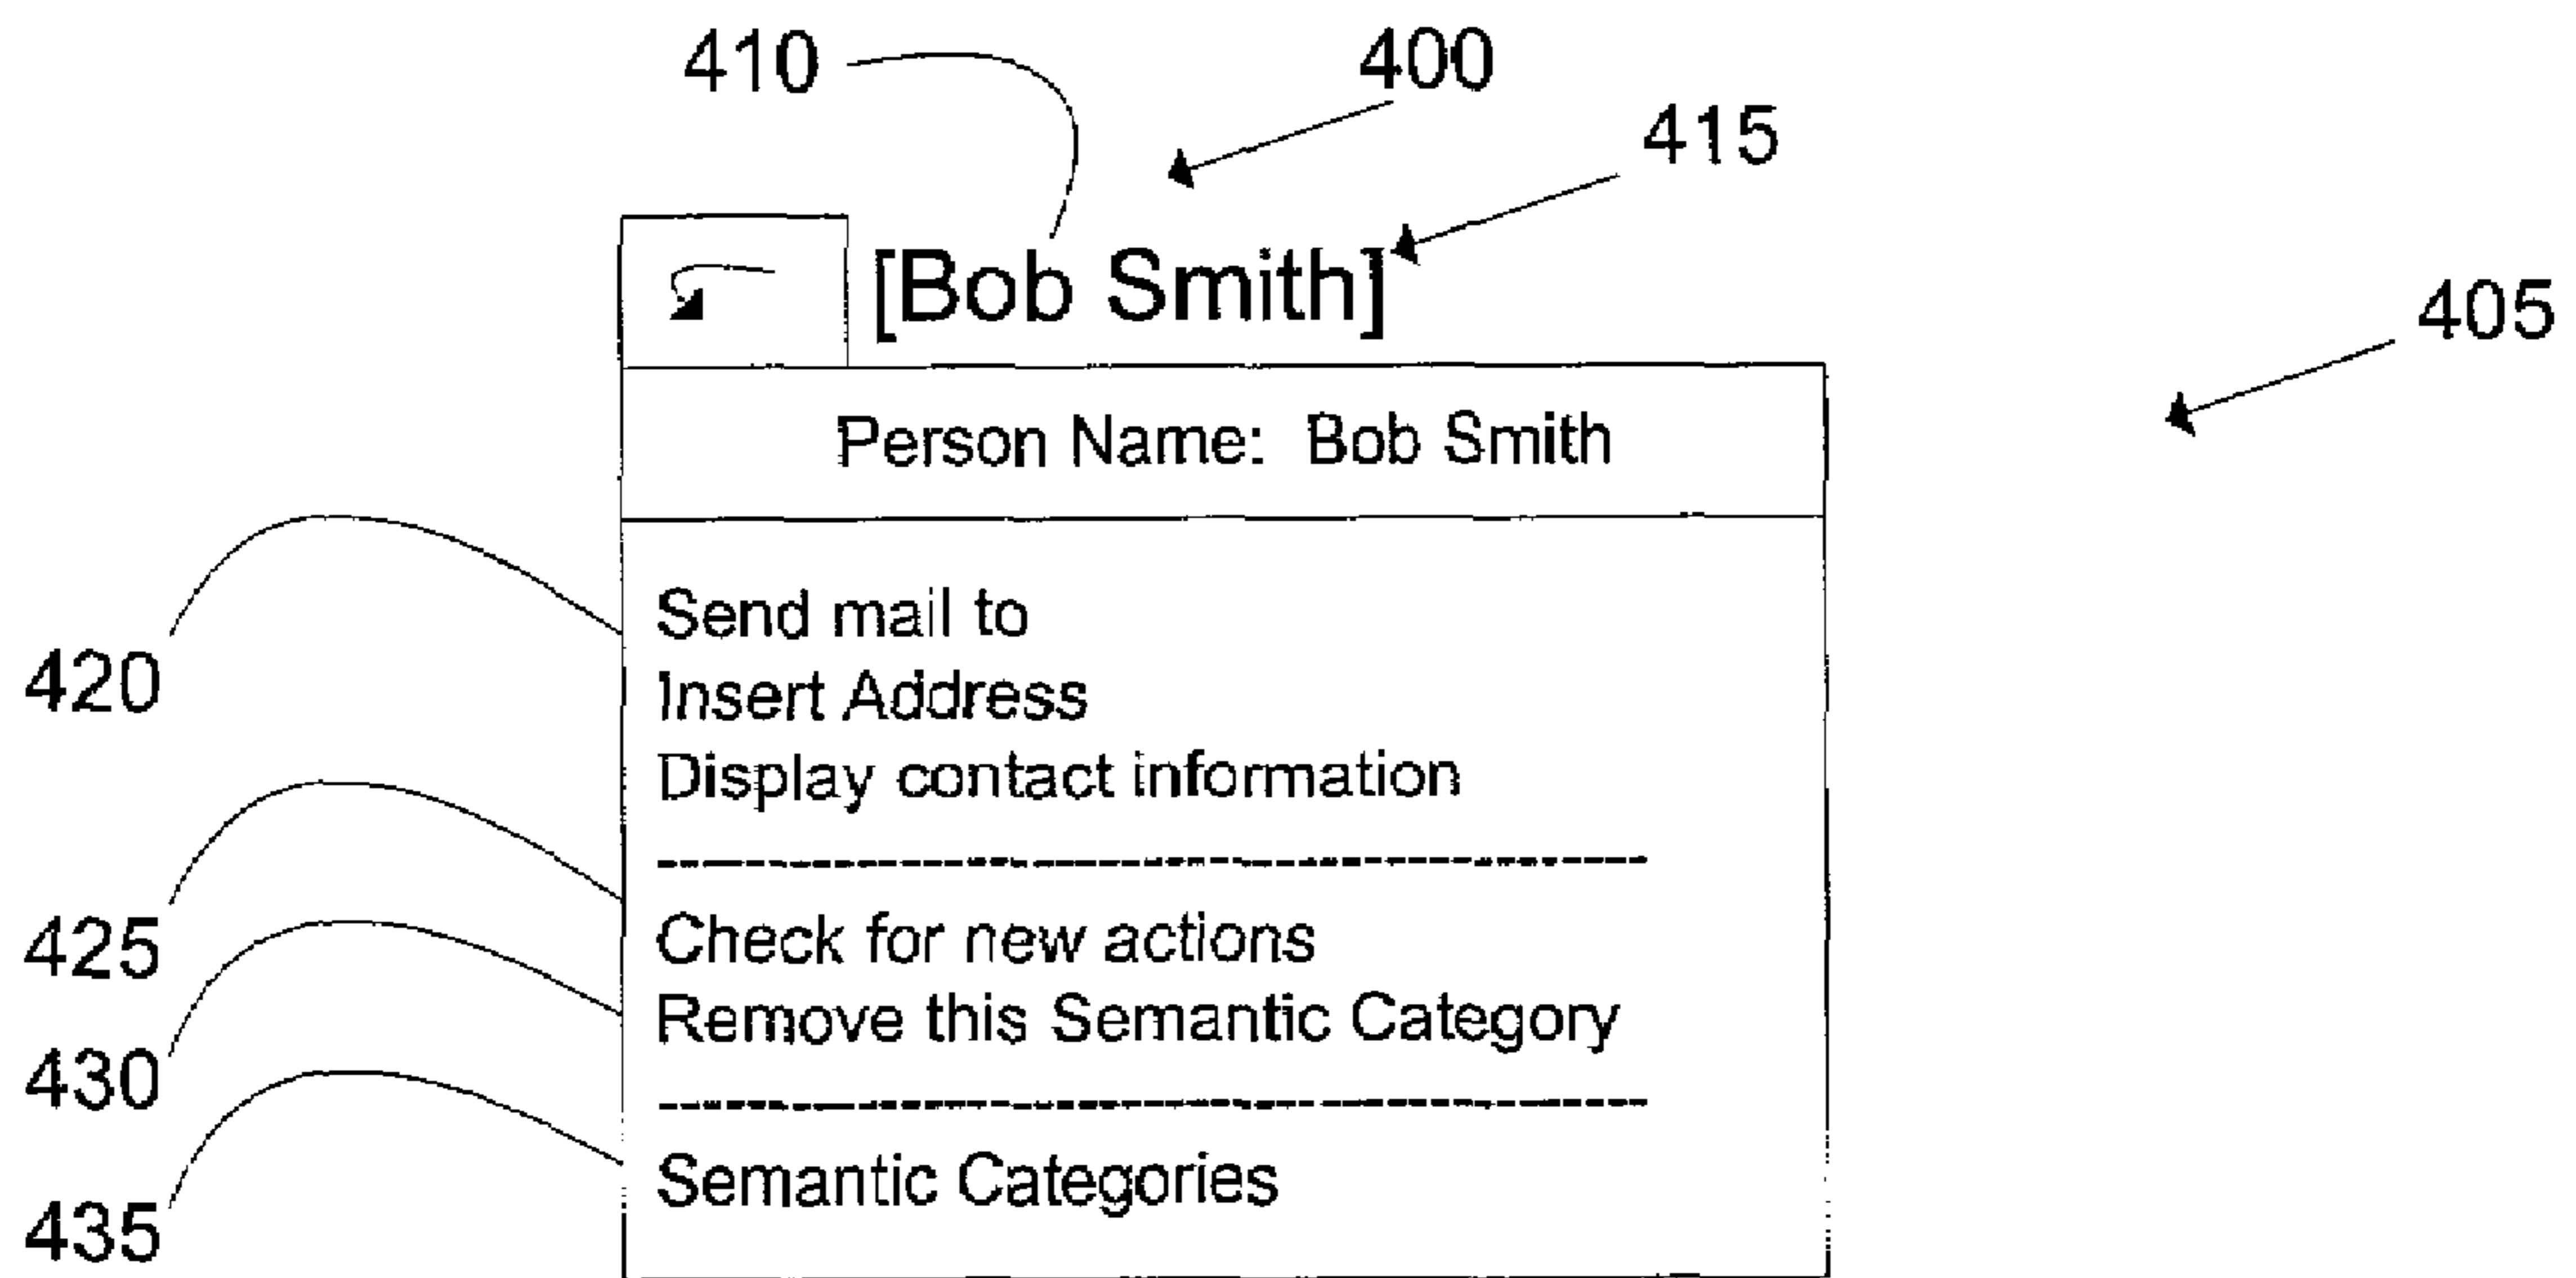 410
400
415
[Bob Smith]
405
Person Name: Bob Smith
420
Send mail to
Insert Address
Display contact information
425
Check for new actions
430
Remove this Semantic Category
435
Semantic Categories